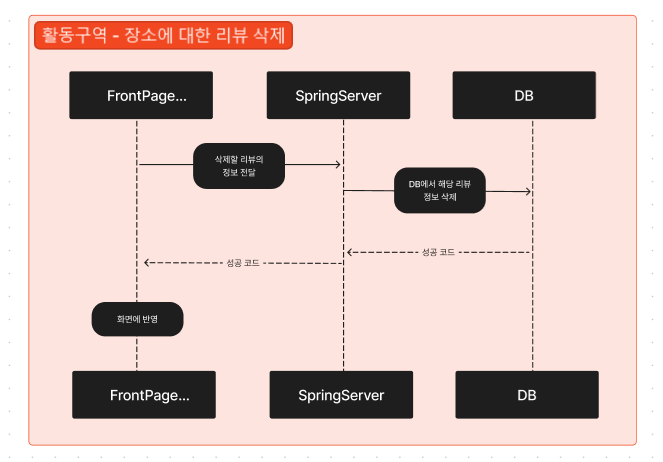 활동구역 - 장소에 대한 리뷰 삭제
FrontPage...
SpringServer
DB
삭제할 리뷰의
정보 전달
DB에서 해당 리뷰
정보 삭제
성공 코드
성공 코드
화면에 반영
FrontPage...
SpringServer
DB